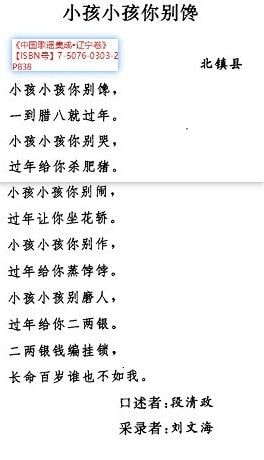 小孩小孩你别馋
《中国歌谣集成•辽宁卷》
【ISBN号】7-5076-0303-2
P838
北镇县
小孩小孩你别馋，
一到腊八就过年。
小孩小孩你别哭，
过年给你杀肥猪。
小孩小孩你别闹，
过年让你坐花轿。
小孩小孩你别作，
过年给你蒸饽饽。
小孩小孩别磨人，
过年给你二两银。
二两银钱编挂锁，
长命百岁谁也不如我。
口述者：段清政
采录者：刘文海